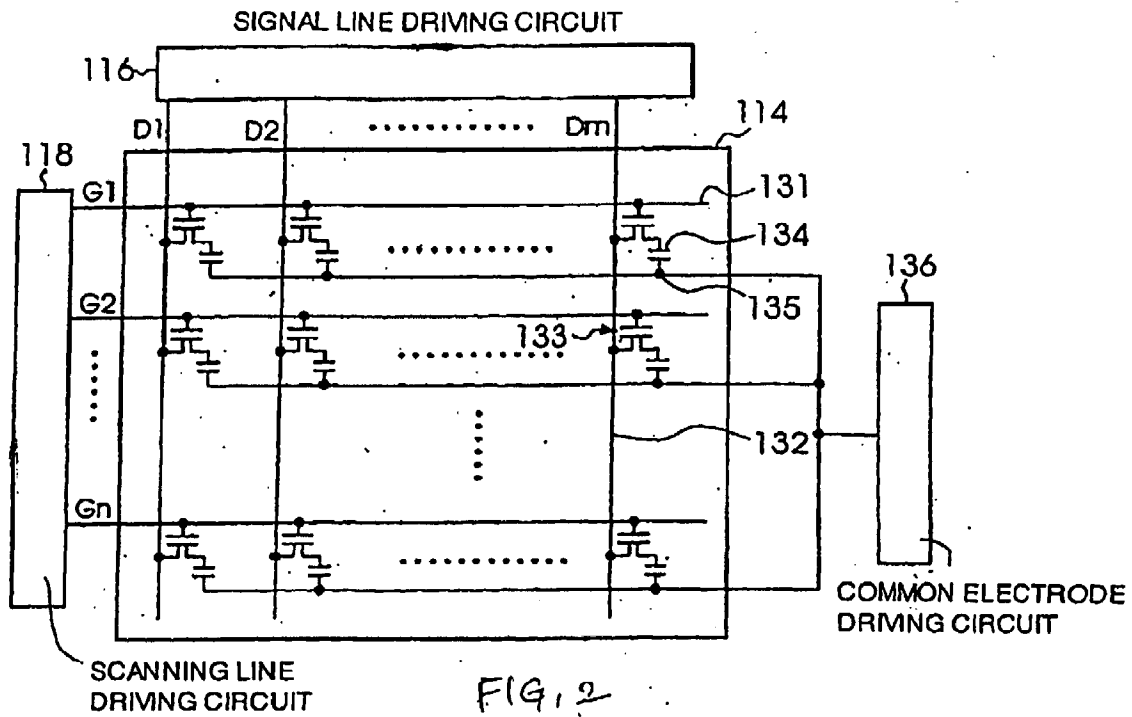 SIGNAL LINE DRIVING CIRCUIT
116
D1
D2
Dm
114
118
G1
131
134
136
G2
135
133
132
Gn
COMMON ELECTRODE
DRIVING CIRCUIT
SCANNING LINE
DRIVING CIRCUIT
FIG, 2